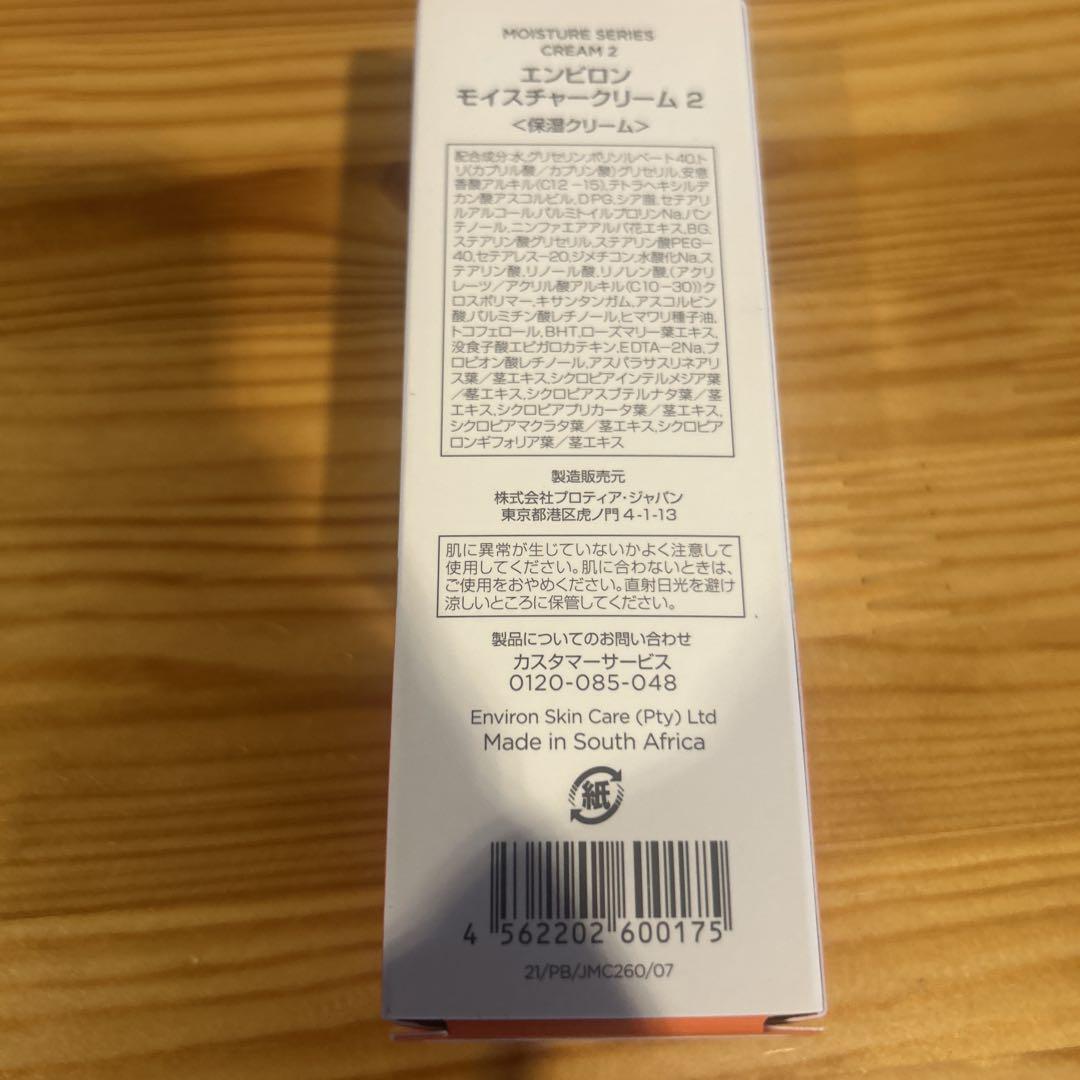 MOISTURE SERIES
CREAM 2
エンビロン
モイスチャークリーム 2
＜保湿クリーム＞
配合成分:水,グリセリン,ポリソルベート40,ト
リ(カプリル酸／カプリン酸)グリセリル,安息
香酸アルキル(C12－15),テトラヘキシルデ
カン酸アスコルビル,DPG,シア脂,セテアリ
ルアルコール,パルミトイルプロリンNa,パン
テノール,ニンファエアアルバ花エキス,BG,
ステアリン酸グリセリル,ステアリン酸PEG－
40,セテアレス－20,ジメチコン,水酸化Na,ス
テアリン酸,リノール酸,リノレン酸,(アクリ
レーツ／アクリル酸アルキル(C10－30))ク
ロスポリマー,キサンタンガム,アスコルビン
酸,パルミチン酸レチノール,ヒマワリ種子油,
トコフェロール,BHT,ローズマリー葉エキス,
没食子酸エピガロカテキン,EDTA－2Na,プ
ロピオン酸レチノール,アスパラサスリネアリ
ス葉／茎エキス,シクロピアインテルメジア葉
／茎エキス,シクロピアスブテルナタ葉／茎
エキス,シクロピアプリカータ葉／茎エキス,
シクロピアマクラタ葉／茎エキス,シクロピア
ロンギフォリア葉／茎エキス
製造販売元
株式会社プロティア・ジャパン
東京都港区虎ノ門 4-1-13
肌に異常が生じていないかよく注意して
使用してください。肌に合わないときは、
ご使用をおやめください。直射日光を避け
涼しいところに保管してください。
製品についてのお問い合わせ
カスタマーサービス
0120-085-048
Environ Skin Care (Pty) Ltd
Made in South Africa
紙
4 562202 600175
21/PB/JMC260/07